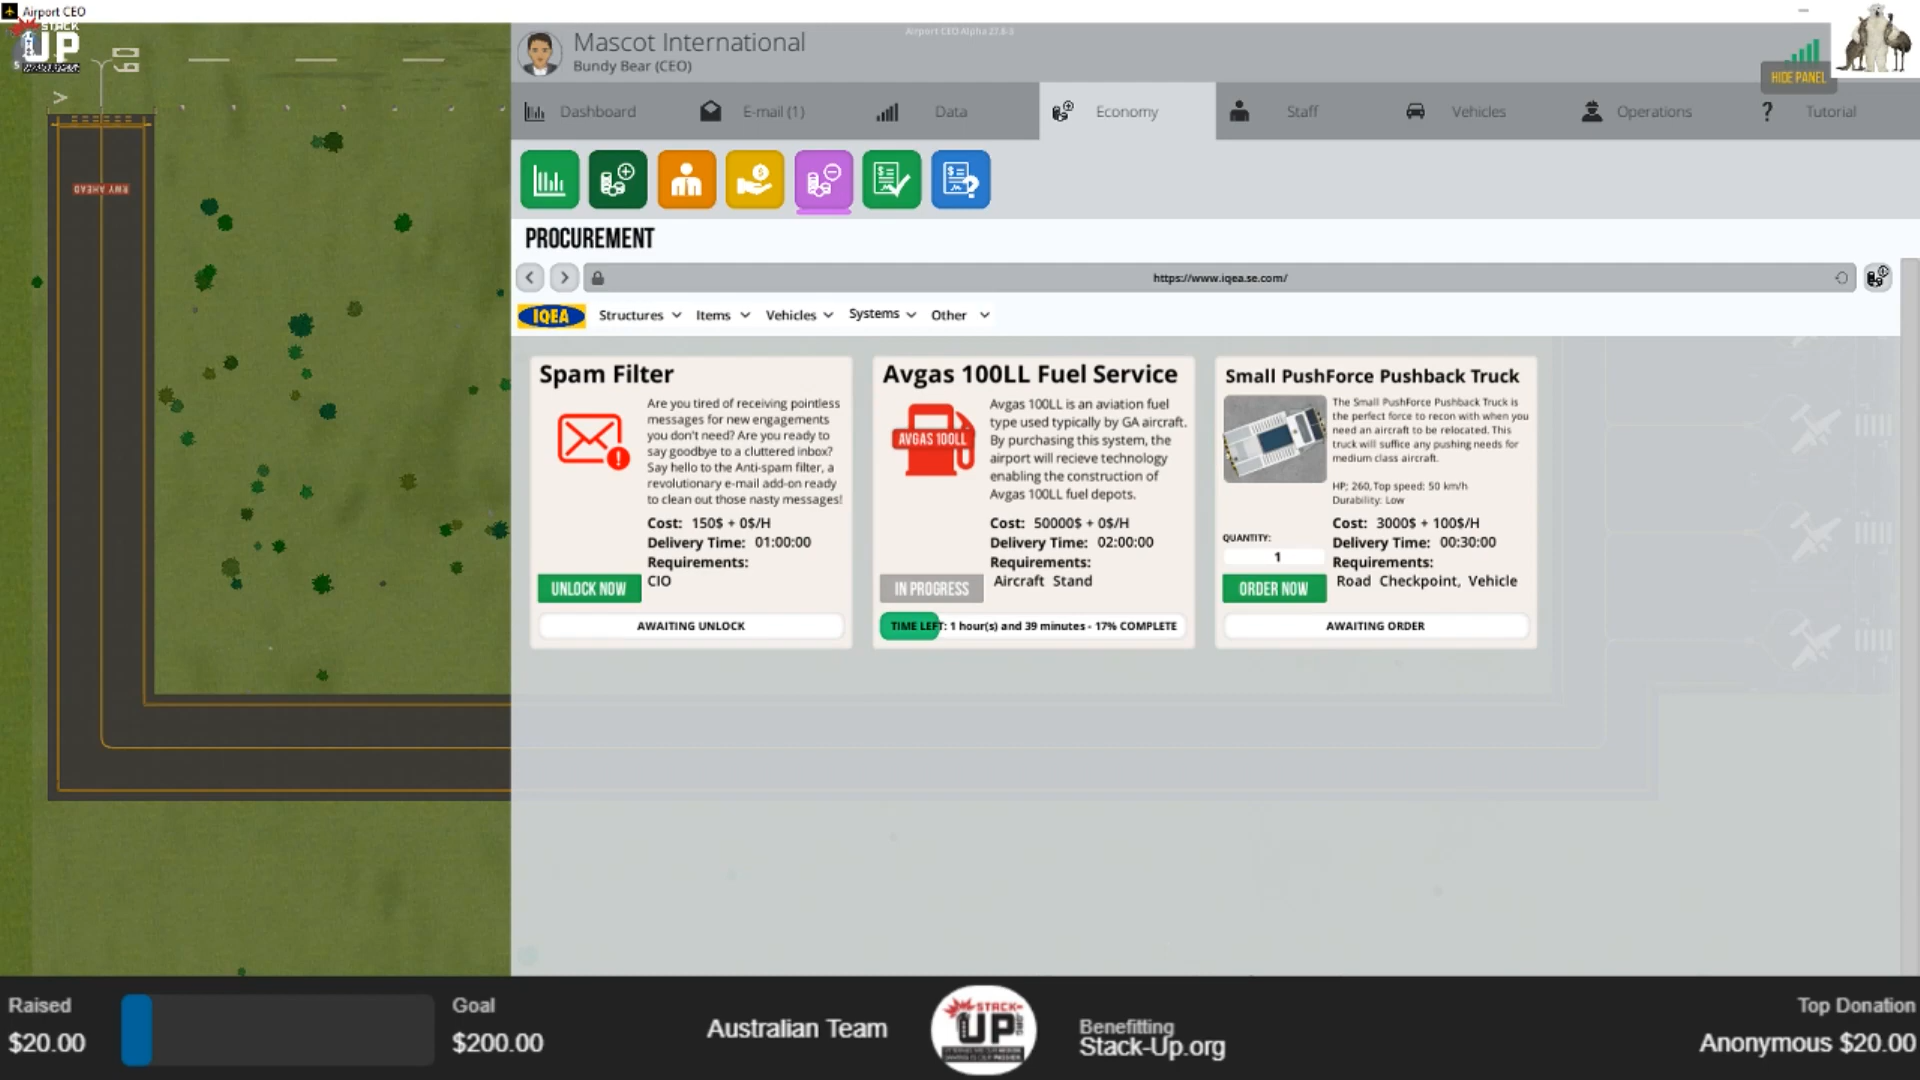 Airport CEO
STACK
UP
Airport CEO Alpha 27.8-3
Mascot International
Bundy Bear (CEO)
HIDE PANEL
Dashboard
E-mail (1)
Data
Economy
Staff
Vehicles
Operations
? Tutorial
RWY AHEAD
PROCUREMENT
https://www.iqea.se.com/
IQEA
Structures
Items
Vehicles
Systems
Other
Spam Filter
Are you tired of receiving pointless
messages for new engagements
you don't need? Are you ready to
say goodbye to a cluttered inbox?
Say hello to the Anti-spam filter, a
revolutionary e-mail add-on ready
to clean out those nasty messages!
Cost: 150$ + 0$/H
Delivery Time: 01:00:00
Requirements:
CIO
UNLOCK NOW
AWAITING UNLOCK
Avgas 100LL Fuel Service
AVGAS 100LL
Avgas 100LL is an aviation fuel
type used typically by GA aircraft.
By purchasing this system, the
airport will recieve technology
enabling the construction of
Avgas 100LL fuel depots.
Cost: 50000$ + 0$/H
Delivery Time: 02:00:00
Requirements:
Aircraft Stand
IN PROGRESS
TIME LEFT: 1 hour(s) and 39 minutes - 17% COMPLETE
Small PushForce Pushback Truck
The Small PushForce Pushback Truck is
the perfect force to recon with when you
need an aircraft to be relocated. This
truck will suffice any pushing needs for
medium class aircraft.
HP: 260, Top speed: 50 km/h
Durability: Low
QUANTITY:
1
Cost: 3000$ + 100$/H
Delivery Time: 00:30:00
Requirements:
Road Checkpoint, Vehicle
ORDER NOW
AWAITING ORDER
Raised
$20.00
Goal
$200.00
Australian Team
STACK-
UP
Benefitting
Stack-Up.org
Top Donation
Anonymous $20.00